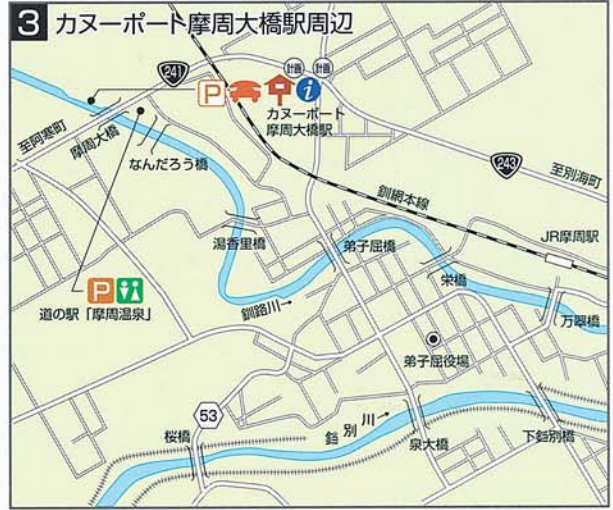 3 カヌーポート摩周大橋駅周辺
241
計画 計画
P i
カヌーポート
摩周大橋駅
至阿寒町
摩周大橋
なんだろう橋
243
至別海町
釧網本線
JR摩周駅
湯香里橋
弟子屈橋
栄橋
P
道の駅「摩周温泉」
釧路川→
万翠橋
弟子屈役場
53
桜橋
鐺別川→
泉大橋
下鐺別橋